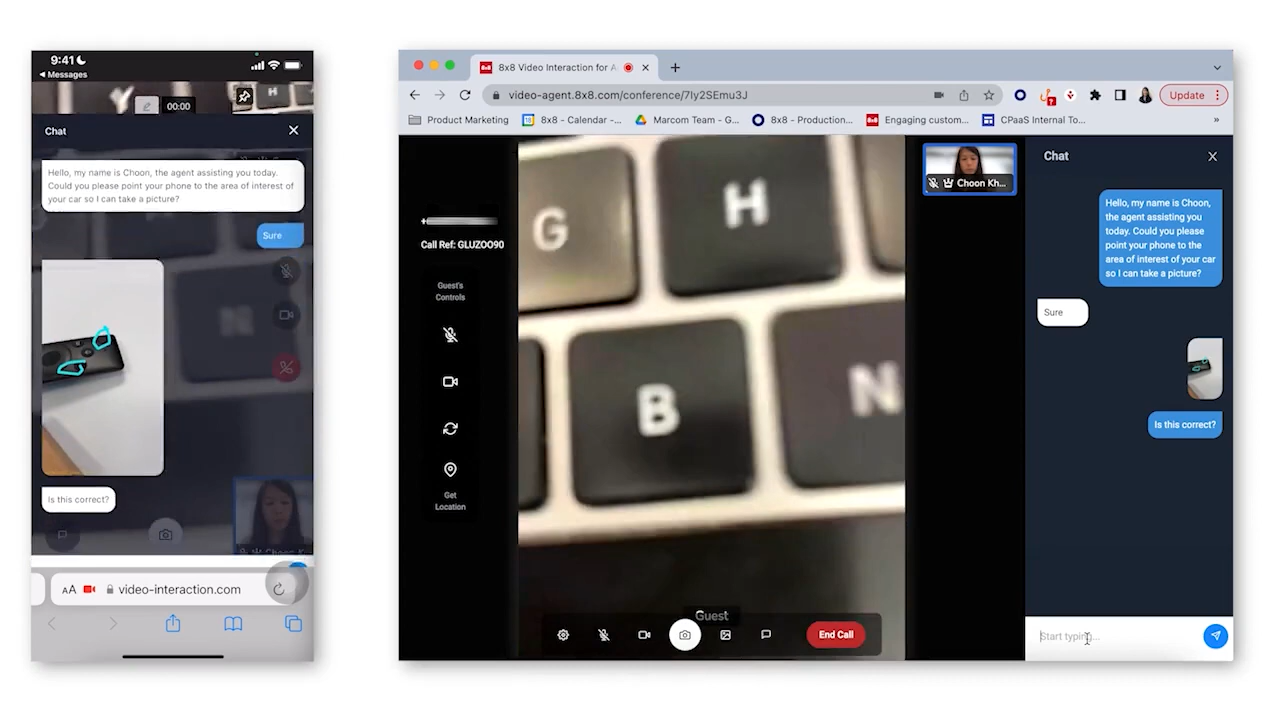 9:41
Messages
H
00:00
Chat
Hello, my name is Choon, the agent assisting you today.
Could you please point your phone to the area of interest of
your car so I can take a picture?
Sure
N
Is this correct?
AA
video-interaction.com
8x8 Video Interaction for A
video-agent.8x8.com/conference/7Iy2SEmu3J
Update
Product Marketing
8x8 - Calendar -...
Marcom Team - G...
8x8 - Production...
Engaging custom...
CPaaS Internal To...
»
Call Ref: GLUZOO90
Guest's
Controls
Get
Location
G
H
B
N
Choon Kh...
Guest
End Call
Chat
Hello, my name is Choon,
the agent assisting you
today. Could you please
point your phone to the
area of interest of your car
so I can take a picture?
Sure
Is this correct?
Start typing...